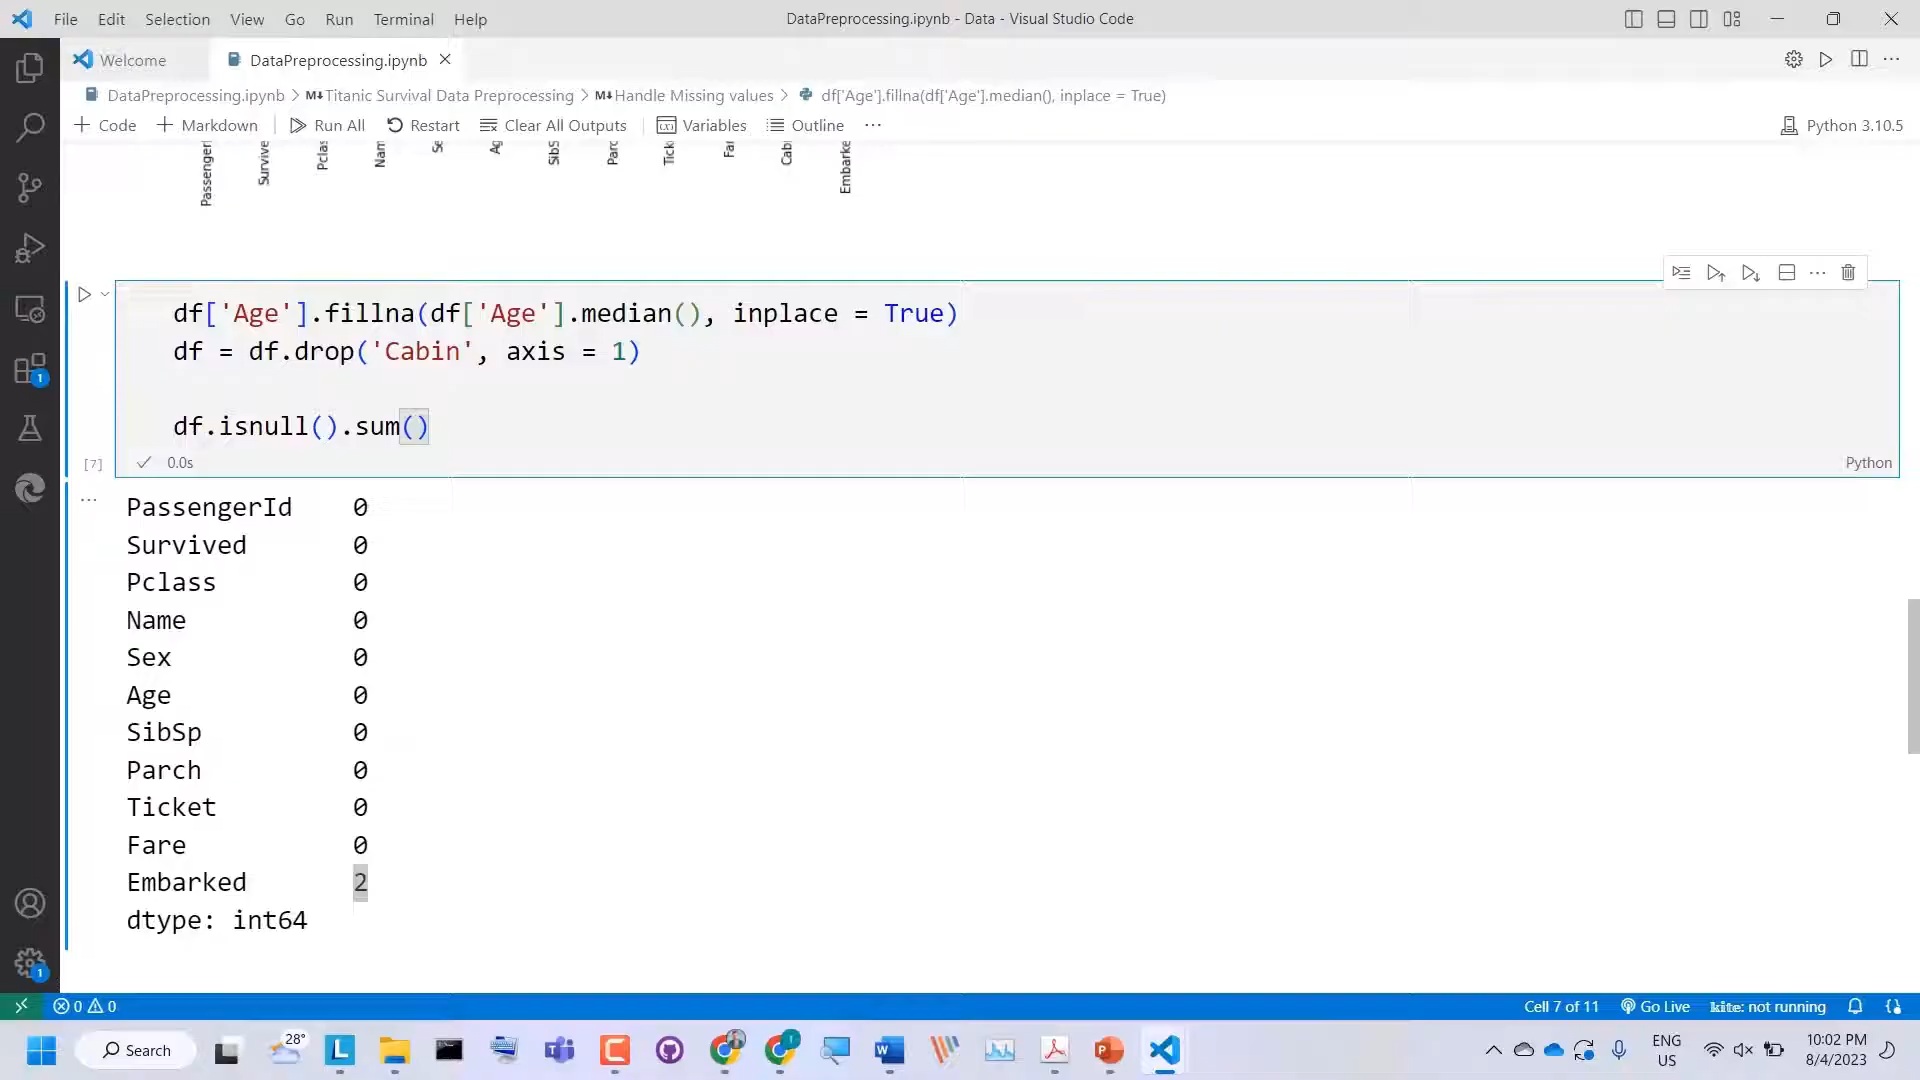 File Edit Selection View Go Run Terminal Help DataPreprocessing.ipynb - Data - Visual Studio Code
Welcome DataPreprocessing.ipynb
DataPreprocessing.ipynb > M↓Titanic Survival Data Preprocessing > M↓Handle Missing values > df['Age'].fillna(df['Age'].median(), inplace = True)
+ Code + Markdown Run All Restart Clear All Outputs Variables Outline ... Python 3.10.5
df['Age'].fillna(df['Age'].median(), inplace = True)
df = df.drop('Cabin', axis = 1)
df.isnull().sum()
[7] 0.0s Python
PassengerId 0
Survived 0
Pclass 0
Name 0
Sex 0
Age 0
SibSp 0
Parch 0
Ticket 0
Fare 0
Embarked 2
dtype: int64
1
1
0 0 Cell 7 of 11 Go Live kite: not running
Search 28° ENG US 10:02 PM 8/4/2023